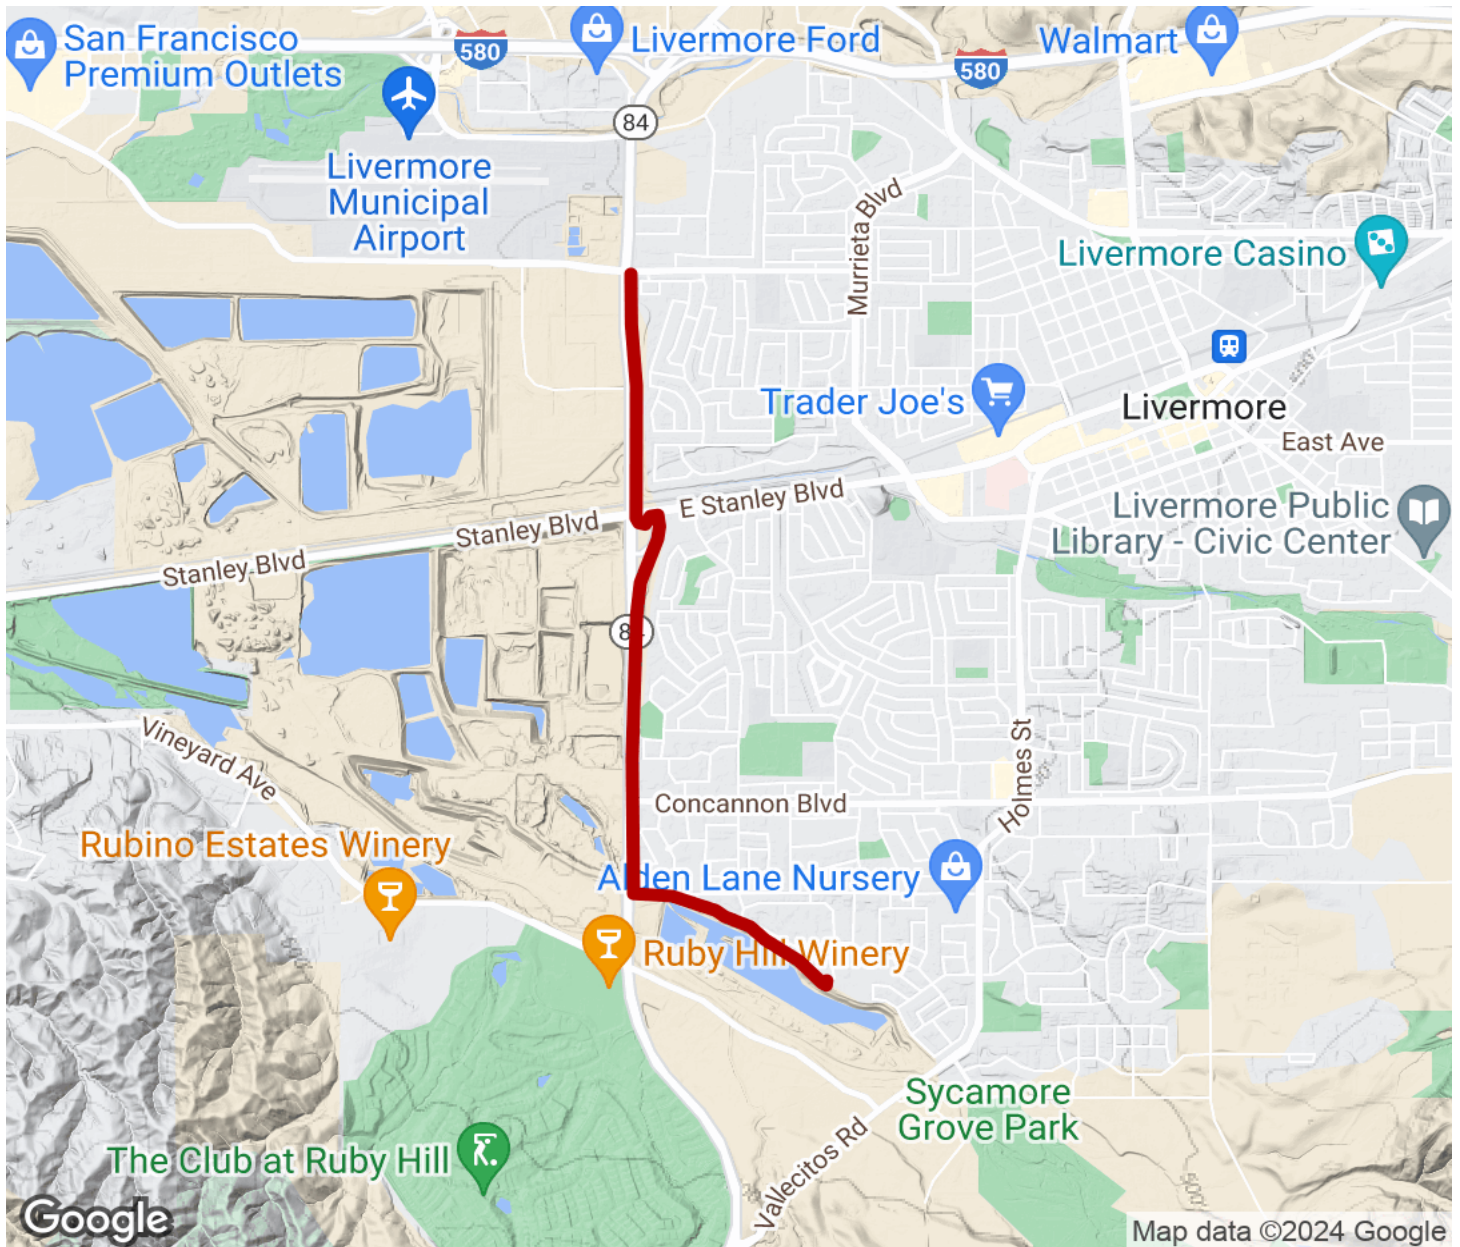 San Francisco
Premium Outlets
580
Livermore Ford
Walmart
580
84
Livermore
Municipal
Airport
Murrieta Blvd
Livermore Casino
Trader Joe's
Livermore
East Ave
E Stanley Blvd
Stanley Blvd
Stanley Blvd
Livermore Public
Library - Civic Center
Vineyard Ave
Holmes St
Concannon Blvd
Rubino Estates Winery
Alden Lane Nursery
Ruby Hill Winery
Sycamore
Grove Park
The Club at Ruby Hill
Vallecitos Rd
Google
Map data ©2024 Google